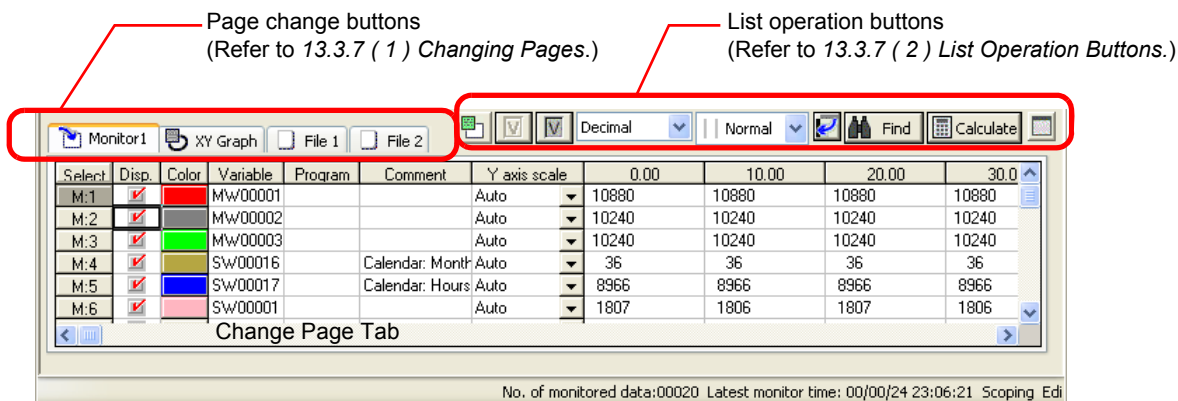 Page change buttons
(Refer to 13.3.7 ( 1 ) Changing Pages.)
List operation buttons
(Refer to 13.3.7 ( 2 ) List Operation Buttons.)
Monitor1 XY Graph File 1 File 2 V V Decimal Normal Find Calculate
Select Disp. Color Variable Program Comment Y axis scale 0.00 10.00 20.00 30.0
M:1 MW00001 Auto 10880 10880 10880 10880
M:2 MW00002 Auto 10240 10240 10240 10240
M:3 MW00003 Auto 10240 10240 10240 10240
M:4 SW00016 Calendar: Month Auto 36 36 36 36
M:5 SW00017 Calendar: Hours Auto 8966 8966 8966 8966
M:6 SW00001 Auto 1807 1806 1807 1806
Change Page Tab
No. of monitored data:00020 Latest monitor time: 00/00/24 23:06:21 Scoping Edi